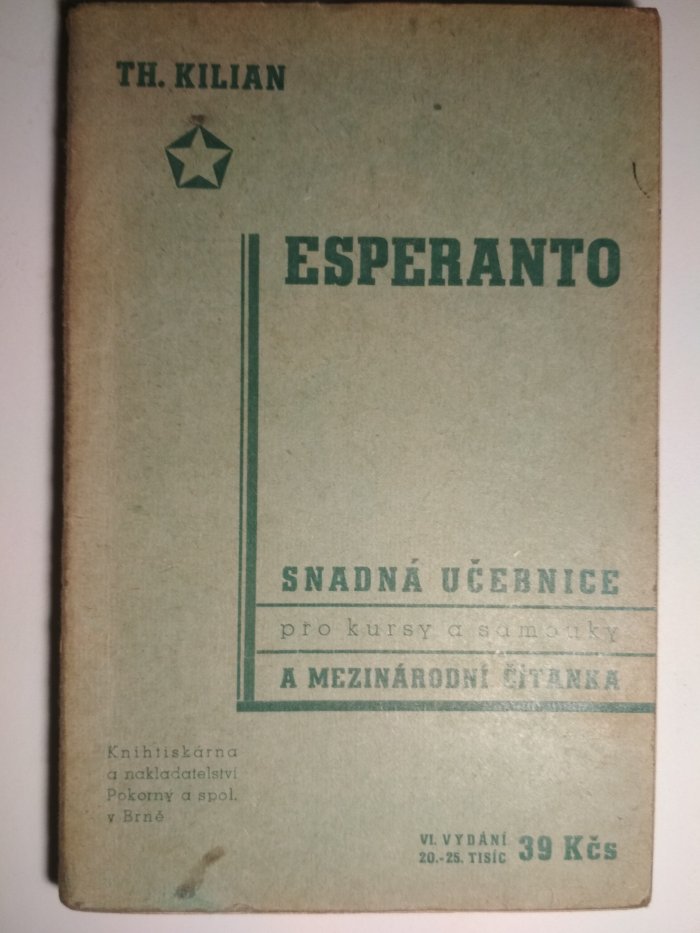 TH. KILIAN
ESPERANTO
SNADNÁ UČEBNICE
pro kursy a samouky
A MEZINÁRODNÍ ČÍTANKA
Knihtiskárna
a nakladatelství
Pokorný a spol.
v Brně
VI. VYDÁNÍ
20.-25. TISÍC
39 Kčs